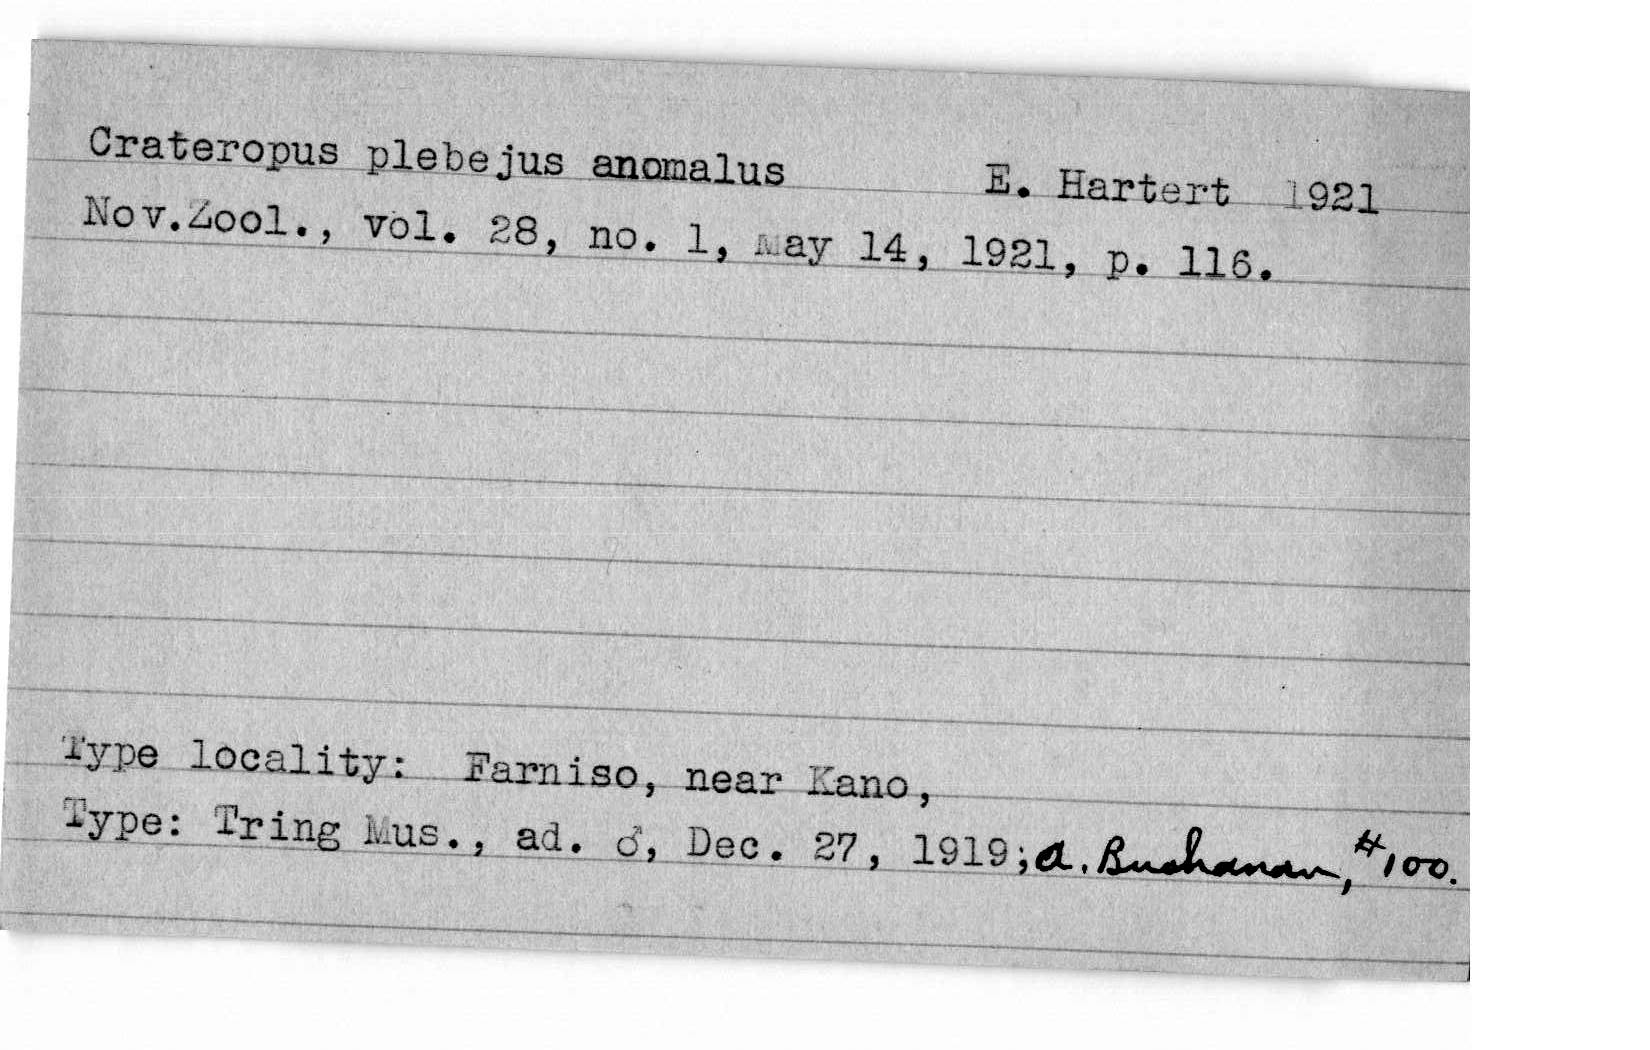 Crateropus plebejus anomalus E. Hartert 1921
Nov.Zool., vol. 28, no. 1, May 14, 1921, p. 116.
Type locality: Farniso, near Kano,
Type: Tring Mus., ad. ♂, Dec. 27, 1919; A. Buchanan, #100.